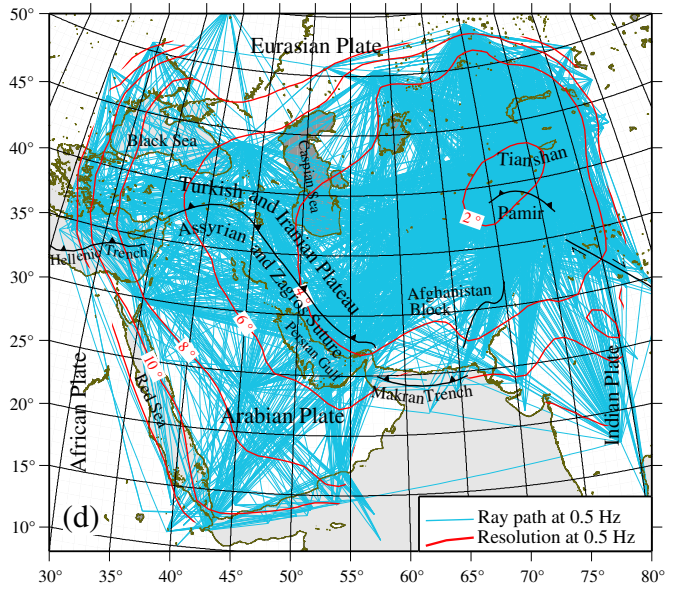 50°
45°
40°
35°
30°
25°
20°
15°
10°
30°
35°
40°
45°
50°
55°
60°
65°
70°
75°
80°
Eurasian Plate
Black Sea
Caspian Sea
Tianshan
2 °
Pamir
Turkish and Iranian Plateau
Assyrian and Zagros Suture
Hellenic Trench
Afghanistan
Block
6 °
8 °
10 °
Persian Gulf
Makran Trench
Red Sea
Arabian Plate
African Plate
Indian Plate
(d)
Ray path at 0.5 Hz
Resolution at 0.5 Hz